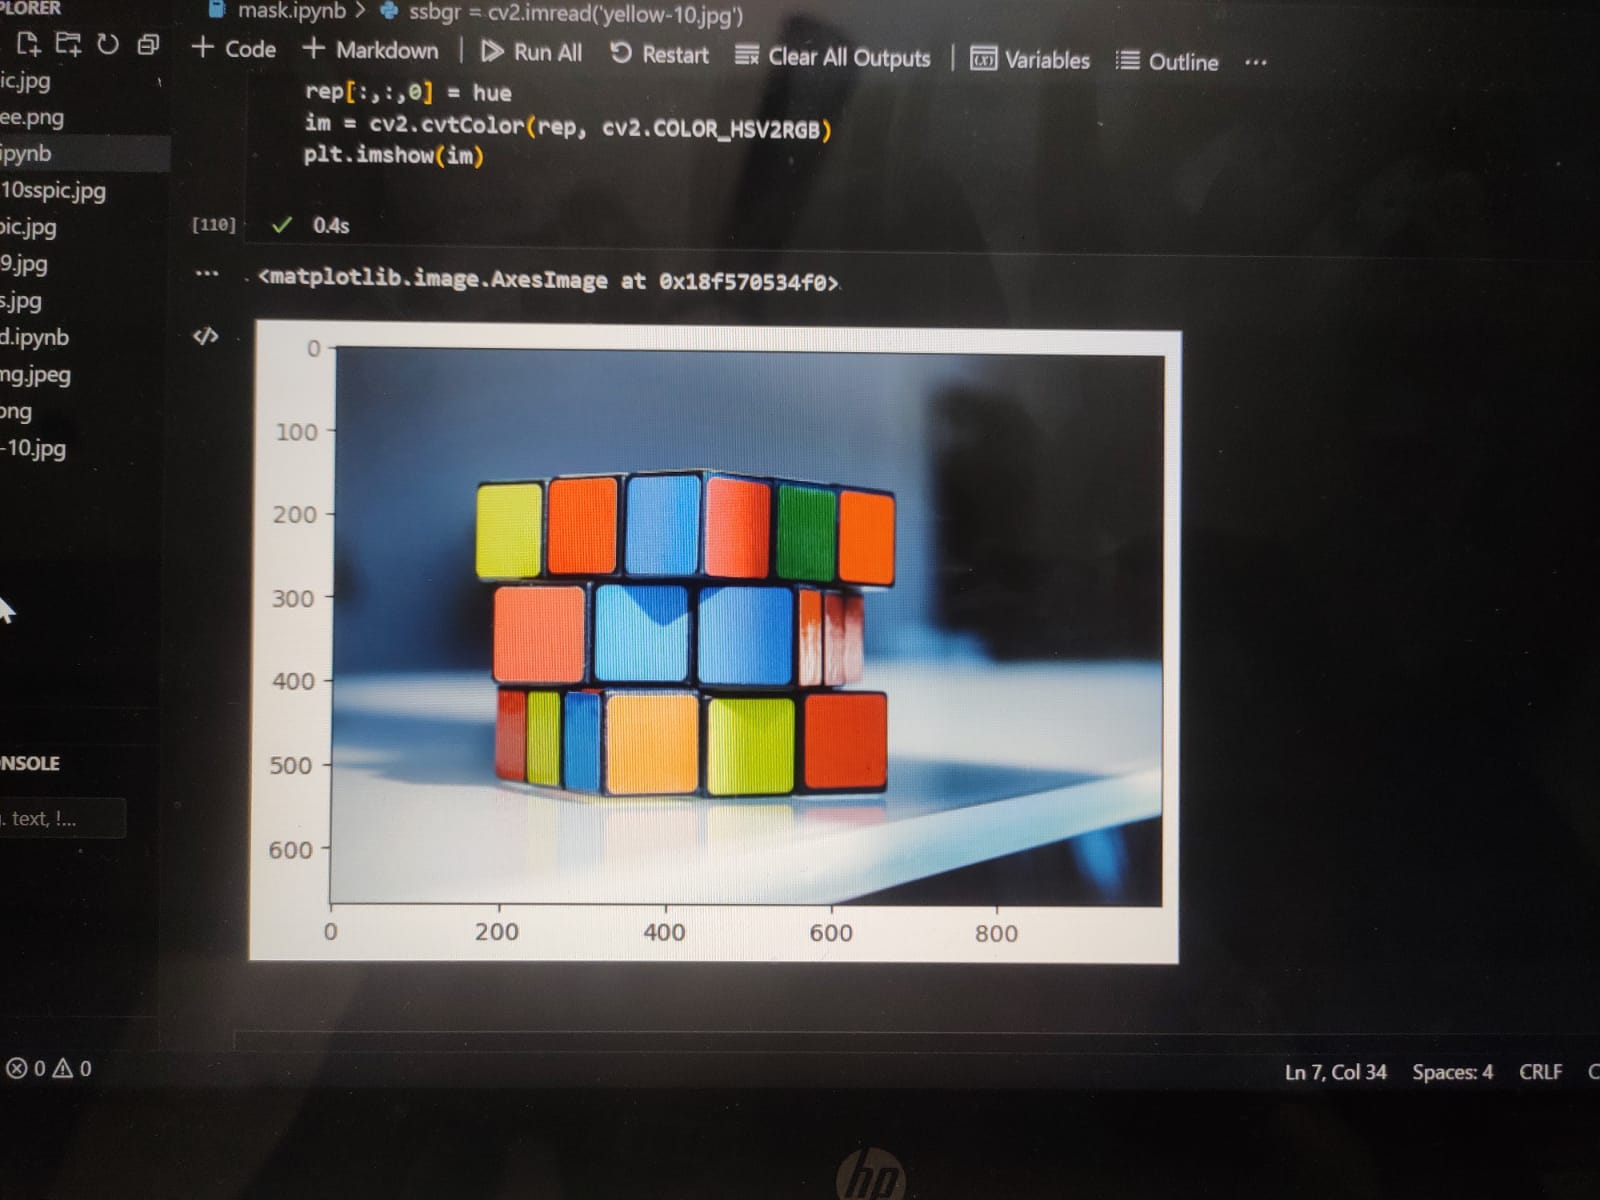 PLORER
mask.ipynb > ssbgr = cv2.imread('yellow-10.jpg')
+ Code + Markdown | Run All Restart Clear All Outputs | Variables Outline ...
ic.jpg
ee.png
ipynb
10sspic.jpg
pic.jpg
9.jpg
s.jpg
d.ipynb
mg.jpeg
png
-10.jpg
rep[:,:,0] = hue
im = cv2.cvtColor(rep, cv2.COLOR_HSV2RGB)
plt.imshow(im)
[110] ✓ 0.4s
... <matplotlib.image.AxesImage at 0x18f570534f0>
</>
0
100
200
300
400
500
600
0 200 400 600 800
NSOLE
. text, !...
0 0
Ln 7, Col 34 Spaces: 4 CRLF
hp